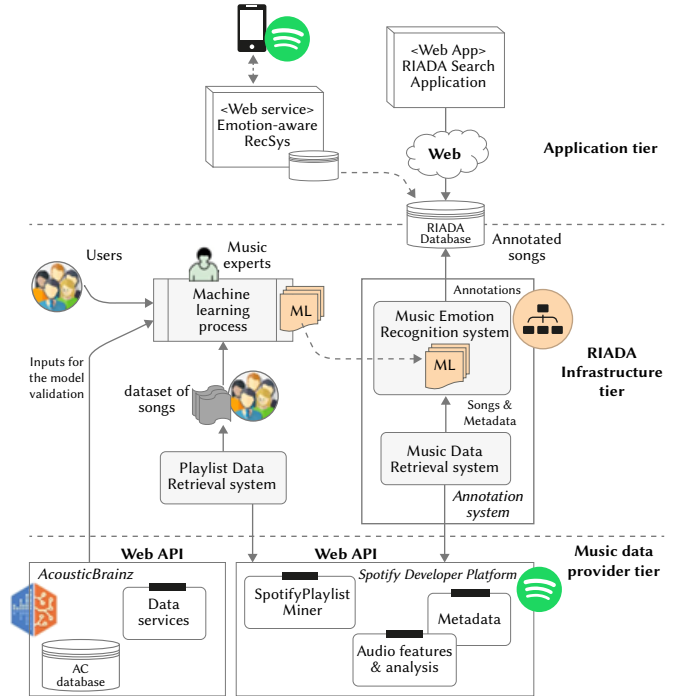 <Web service>
Emotion-aware
RecSys
<Web App>
RIADA Search
Application
Web
Application tier
RIADA
Database
Annotated
songs
Users
Music
experts
Machine
learning
process
ML
Annotations
Music Emotion
Recognition system
ML
RIADA
Infrastructure
tier
Inputs for
the model
validation
dataset of
songs
Songs &
Metadata
Playlist Data
Retrieval system
Music Data
Retrieval system
Annotation
system
Web API
Web API
Music data
provider tier
AcousticBrainz
Data
services
AC
database
Spotify Developer Platform
SpotifyPlaylist
Miner
Metadata
Audio features
& analysis